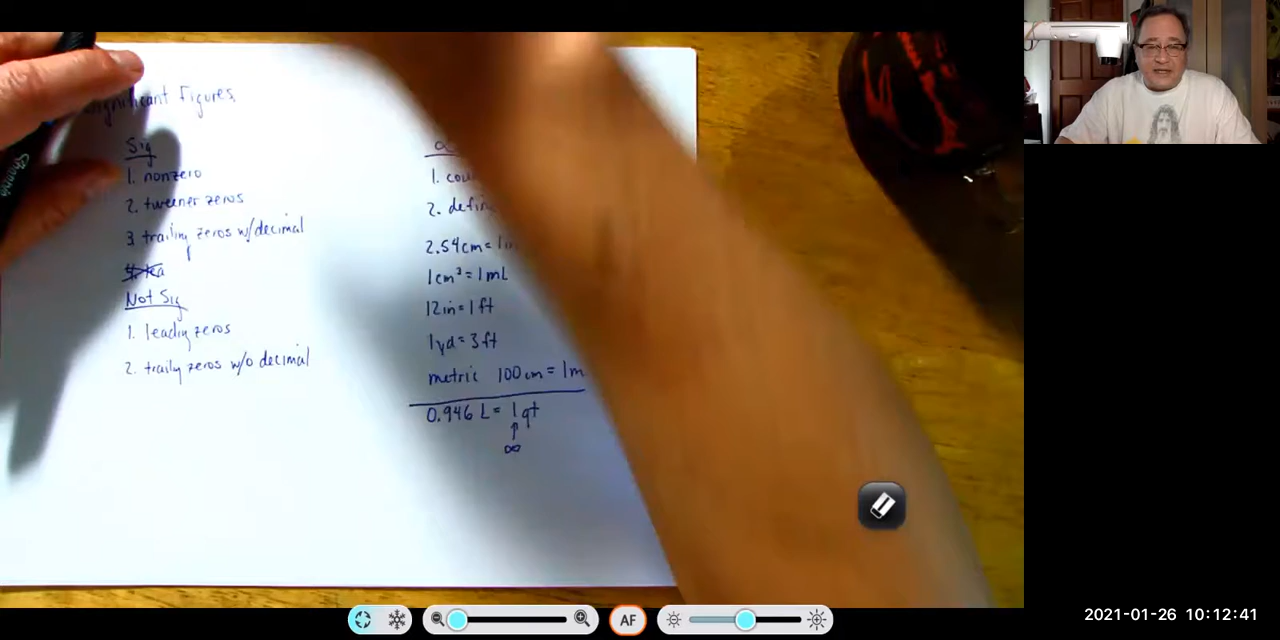 Significant Figures
Sig
1. nonzero
2. tweener zeros
3. trailing zeros w/decimal
Not Sig
1. leading zeros
2. traily zeros w/o decimal
∞
1. cou
2. defin
2.54cm = 1in
1cm³ = 1mL
12in = 1ft
1yd = 3ft
metric 100cm = 1m
0.946 L = 1qt
↑
∞
AF
2021-01-26 10:12:41